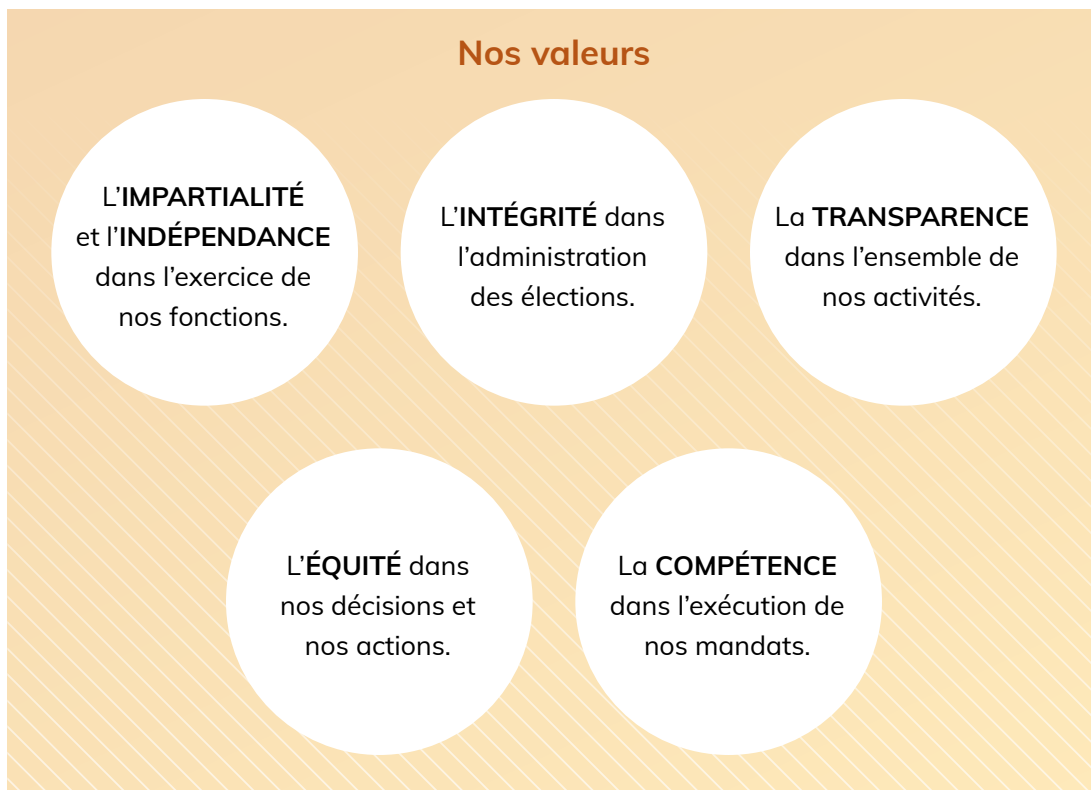 Nos valeurs
L’IMPARTIALITÉ
et l’INDÉPENDANCE
dans l’exercice de
nos fonctions.
L’INTÉGRITÉ dans
l’administration
des élections.
La TRANSPARENCE
dans l’ensemble de
nos activités.
L’ÉQUITÉ dans
nos décisions et
nos actions.
La COMPÉTENCE
dans l’exécution de
nos mandats.